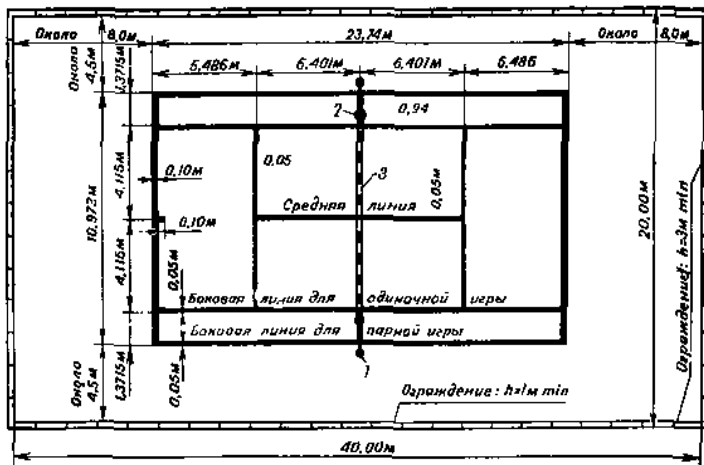 Около 8,0м
23,74м
Около 8,0м
Около 4,5м
1,3715м
5,486м
6,401м
6,401м
5,486
2
0,94
0,10м
0,05
3
0,05м
4,115м
10,972м
Средняя линия
0,10м
4,115м
0,05м
20,00м
Ограждение: h=3м min
Боковая линия для одиночной игры
Боковая линия для парной игры
1
Около 4,5м
1,3715м
0,05м
Ограждение: h=1м min
40,00м